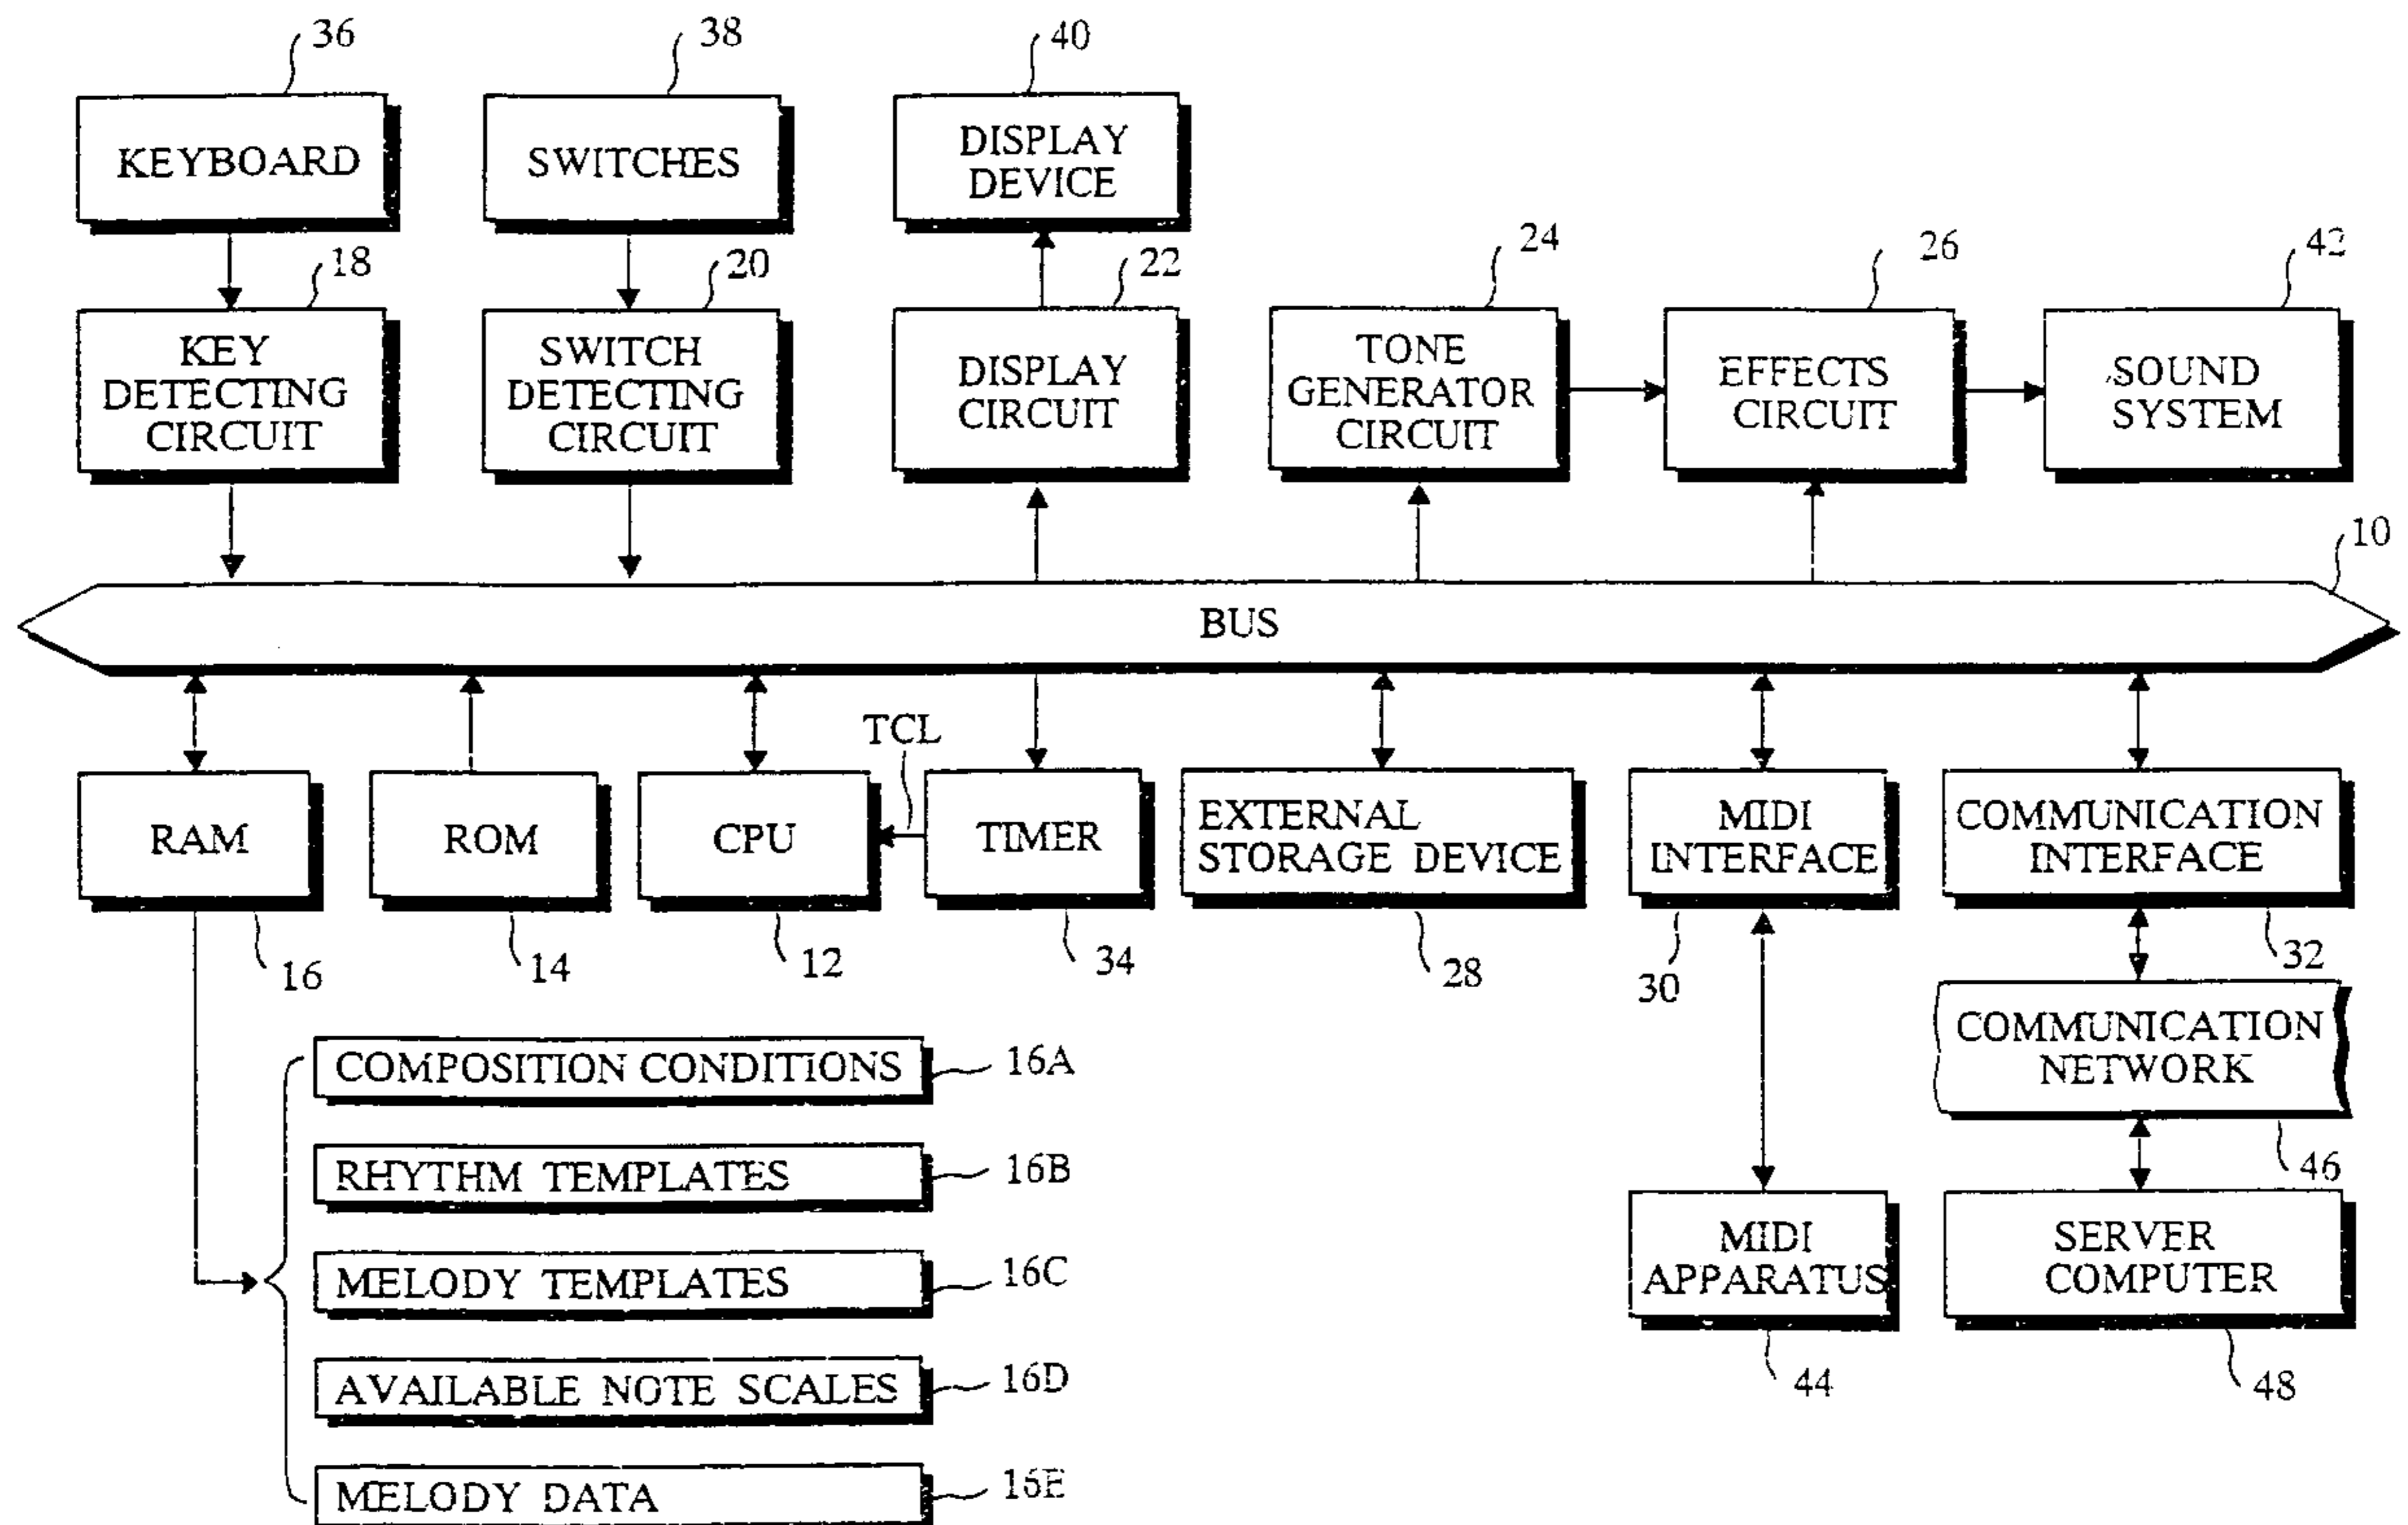 36
38
40
KEYBOARD
SWITCHES
DISPLAY
DEVICE
18
20
22
24
26
42
KEY
DETECTING
CIRCUIT
SWITCH
DETECTING
CIRCUIT
DISPLAY
CIRCUIT
TONE
GENERATOR
CIRCUIT
EFFECTS
CIRCUIT
SOUND
SYSTEM
10
BUS
TCL
RAM
ROM
CPU
TIMER
EXTERNAL
STORAGE DEVICE
MIDI
INTERFACE
COMMUNICATION
INTERFACE
16
14
12
34
28
30
32
COMMUNICATION
NETWORK
46
COMPOSITION CONDITIONS
16A
RHYTHM TEMPLATES
16B
MELODY TEMPLATES
16C
AVAILABLE NOTE SCALES
16D
MELODY DATA
16E
MIDI
APPARATUS
44
SERVER
COMPUTER
48